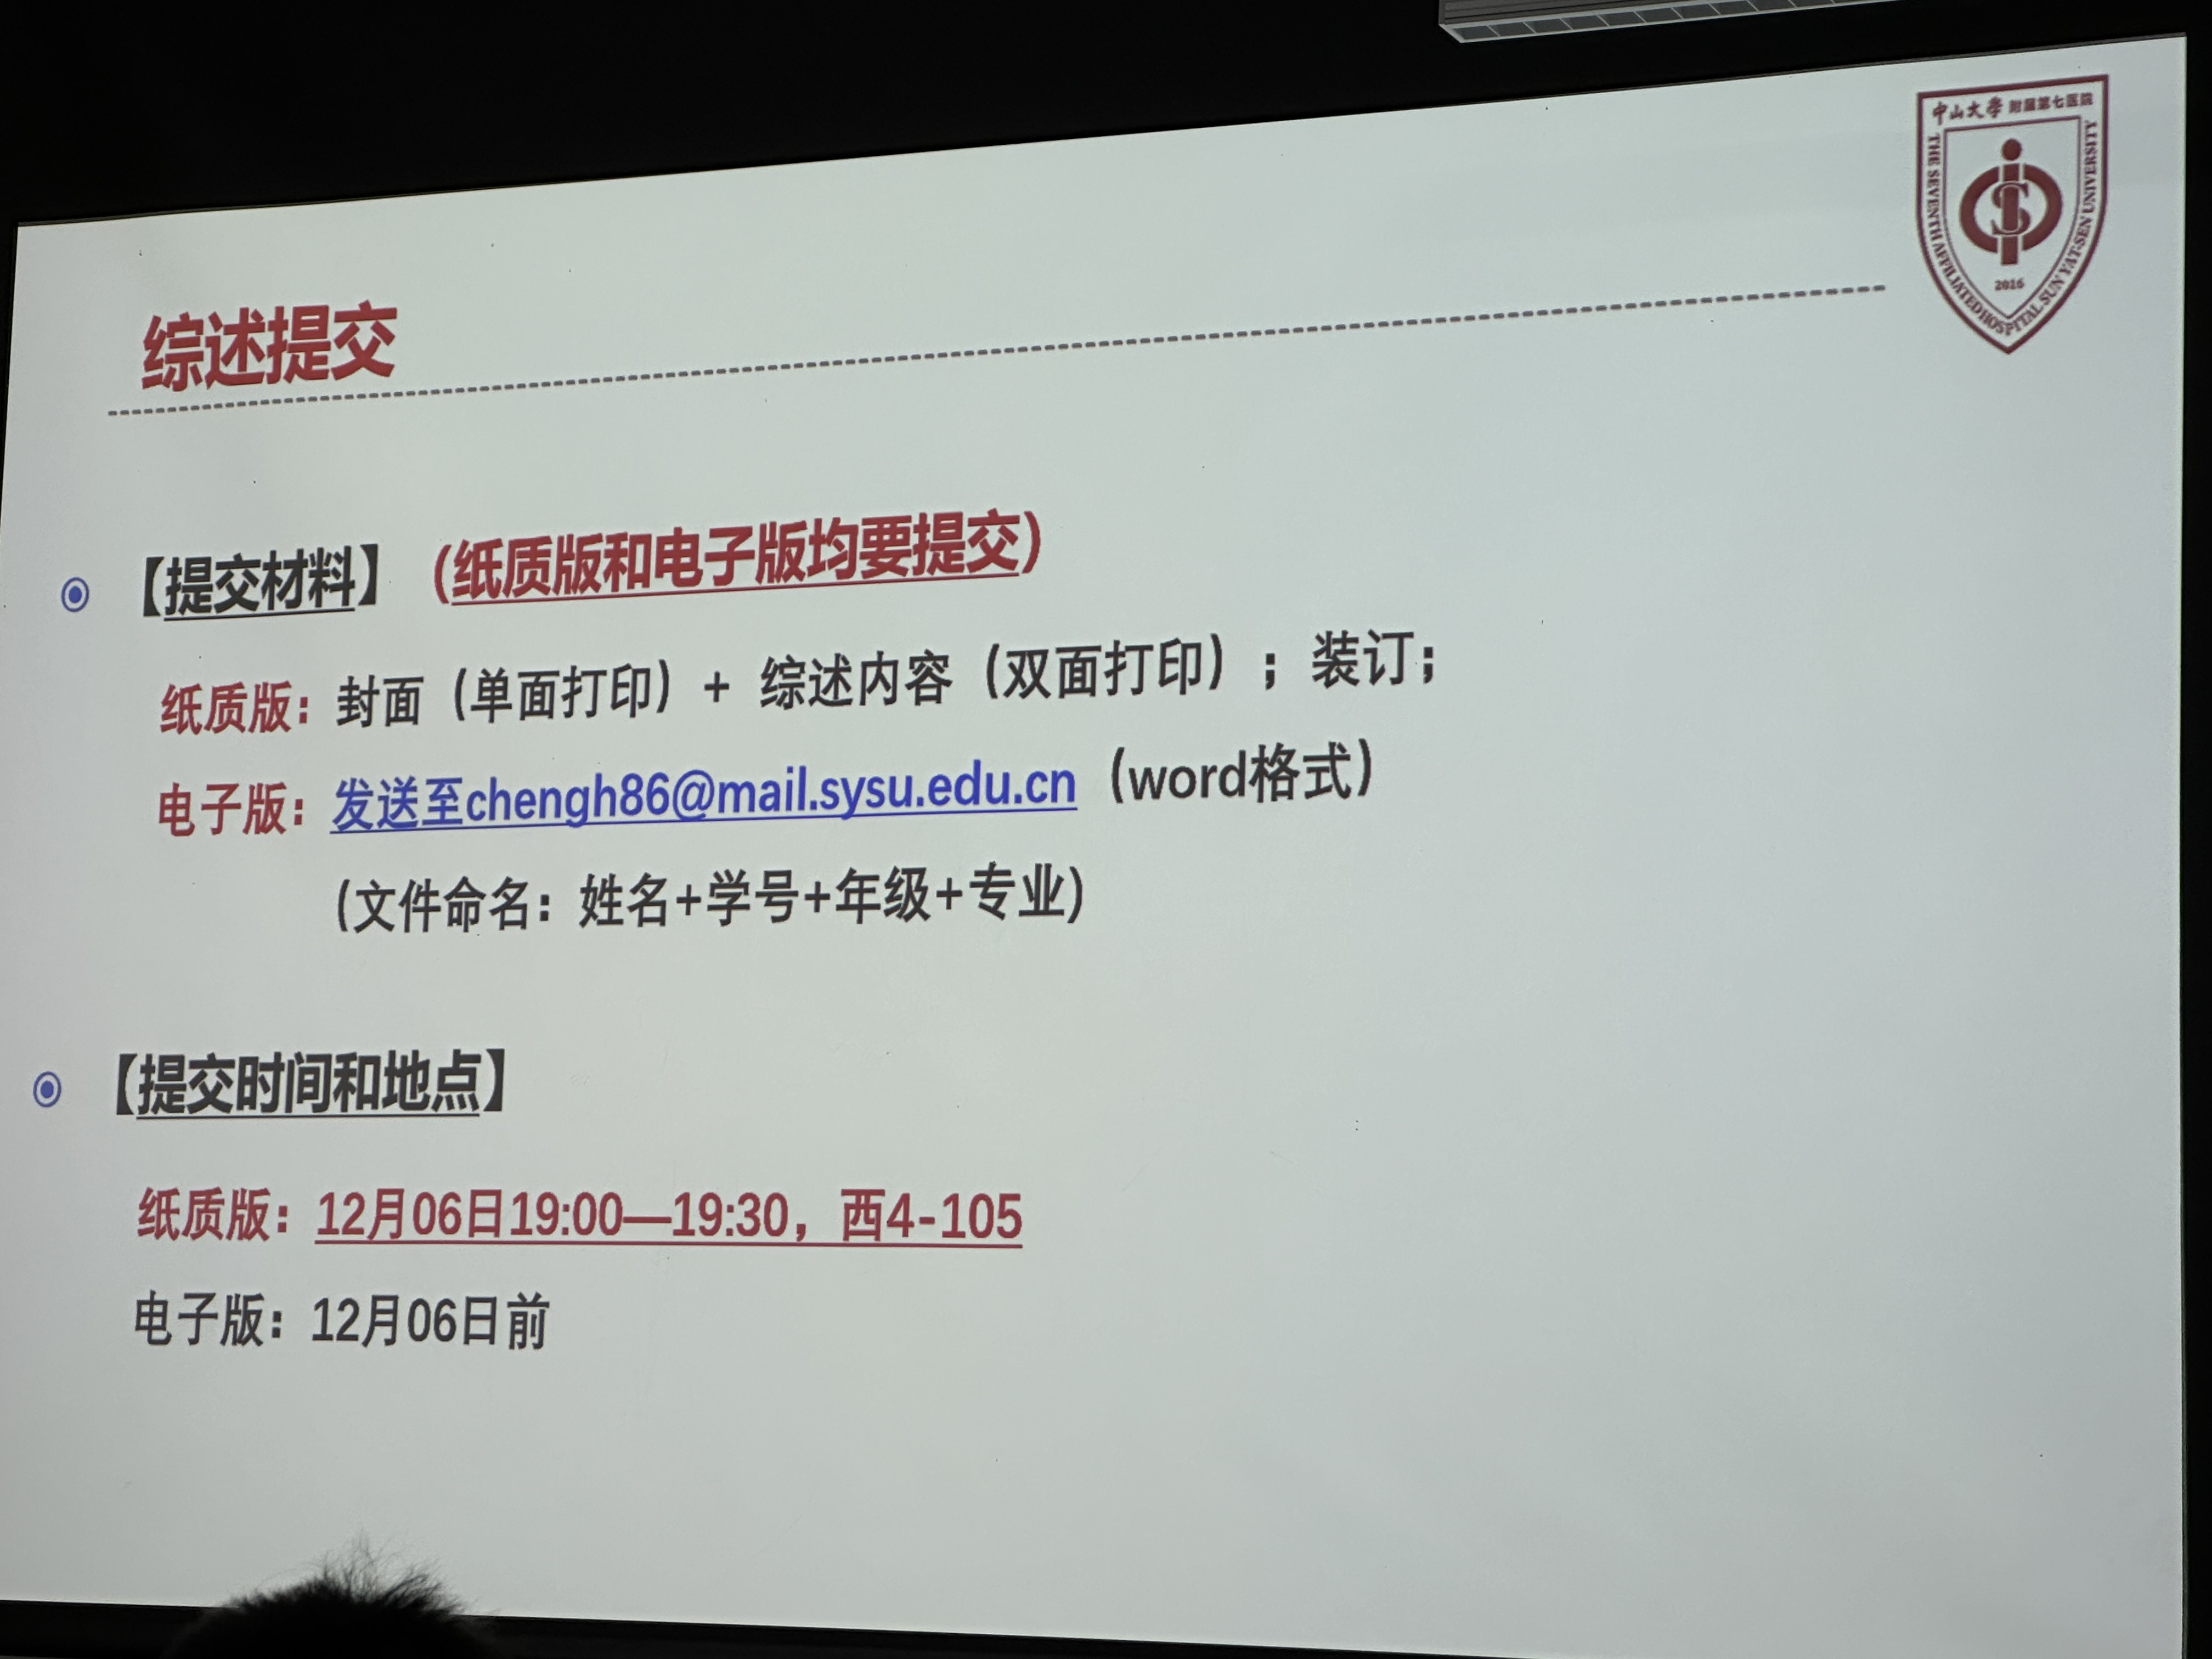 中山大学 附属第七医院
THE SEVENTH AFFILIATED HOSPITAL SUN YAT-SEN UNIVERSITY
2016
综述提交
【提交材料】（纸质版和电子版均要提交）
纸质版：封面（单面打印）+ 综述内容（双面打印）；装订；
电子版：发送至chengh86@mail.sysu.edu.cn（word格式）
(文件命名：姓名+学号+年级+专业)
【提交时间和地点】
纸质版：12月06日19:00—19:30，西4-105
电子版：12月06日前